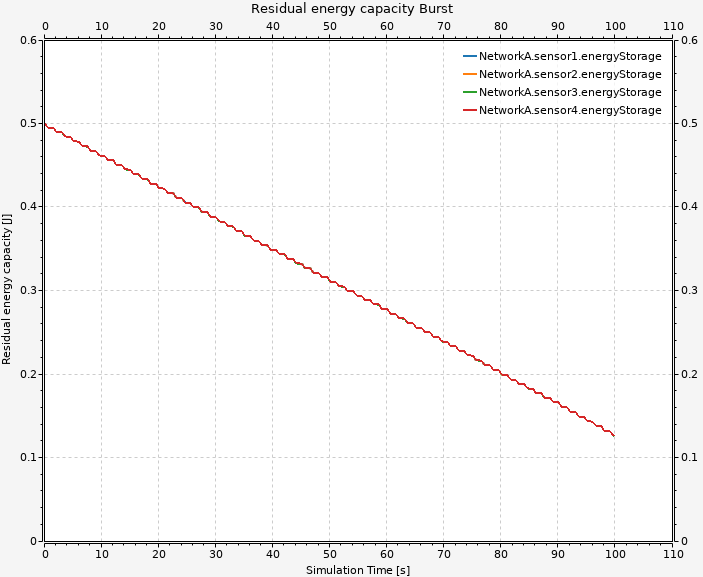 Residual energy capacity Burst
0 10 20 30 40 50 60 70 80 90 100 110
0.6 0.6
NetworkA.sensor1.energyStorage
NetworkA.sensor2.energyStorage
NetworkA.sensor3.energyStorage
NetworkA.sensor4.energyStorage
0.5 0.5
0.4 0.4
Residual energy capacity [J]
0.3 0.3
0.2 0.2
0.1 0.1
0 0
0 10 20 30 40 50 60 70 80 90 100 110
Simulation Time [s]